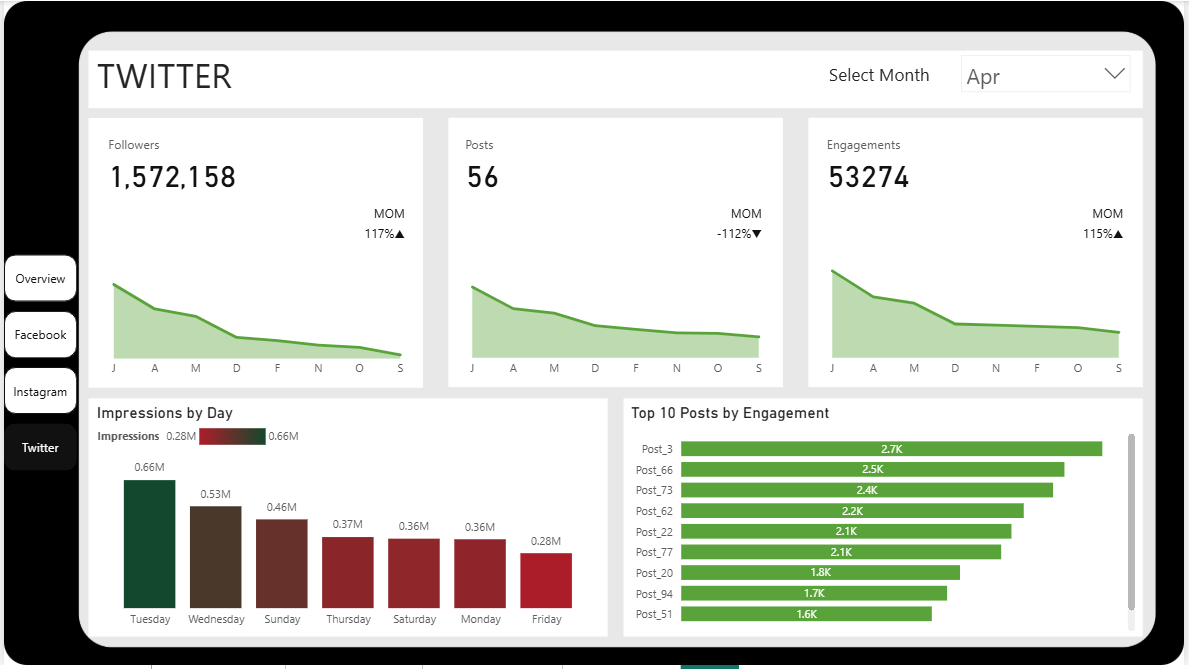 TWITTER
Select Month Apr
Followers
1,572,158
MOM
117%▲
J A M D F N O S
Posts
56
MOM
-112%▼
J A M D F N O S
Engagements
53274
MOM
115%▲
J A M D N F O S
Overview
Facebook
Instagram
Twitter
Impressions by Day
Impressions 0.28M 0.66M
0.66M
0.53M
0.46M
0.37M
0.36M
0.36M
0.28M
Tuesday Wednesday Sunday Thursday Saturday Monday Friday
Top 10 Posts by Engagement
Post_3 2.7K
Post_66 2.5K
Post_73 2.4K
Post_62 2.2K
Post_22 2.1K
Post_77 2.1K
Post_20 1.8K
Post_94 1.7K
Post_51 1.6K